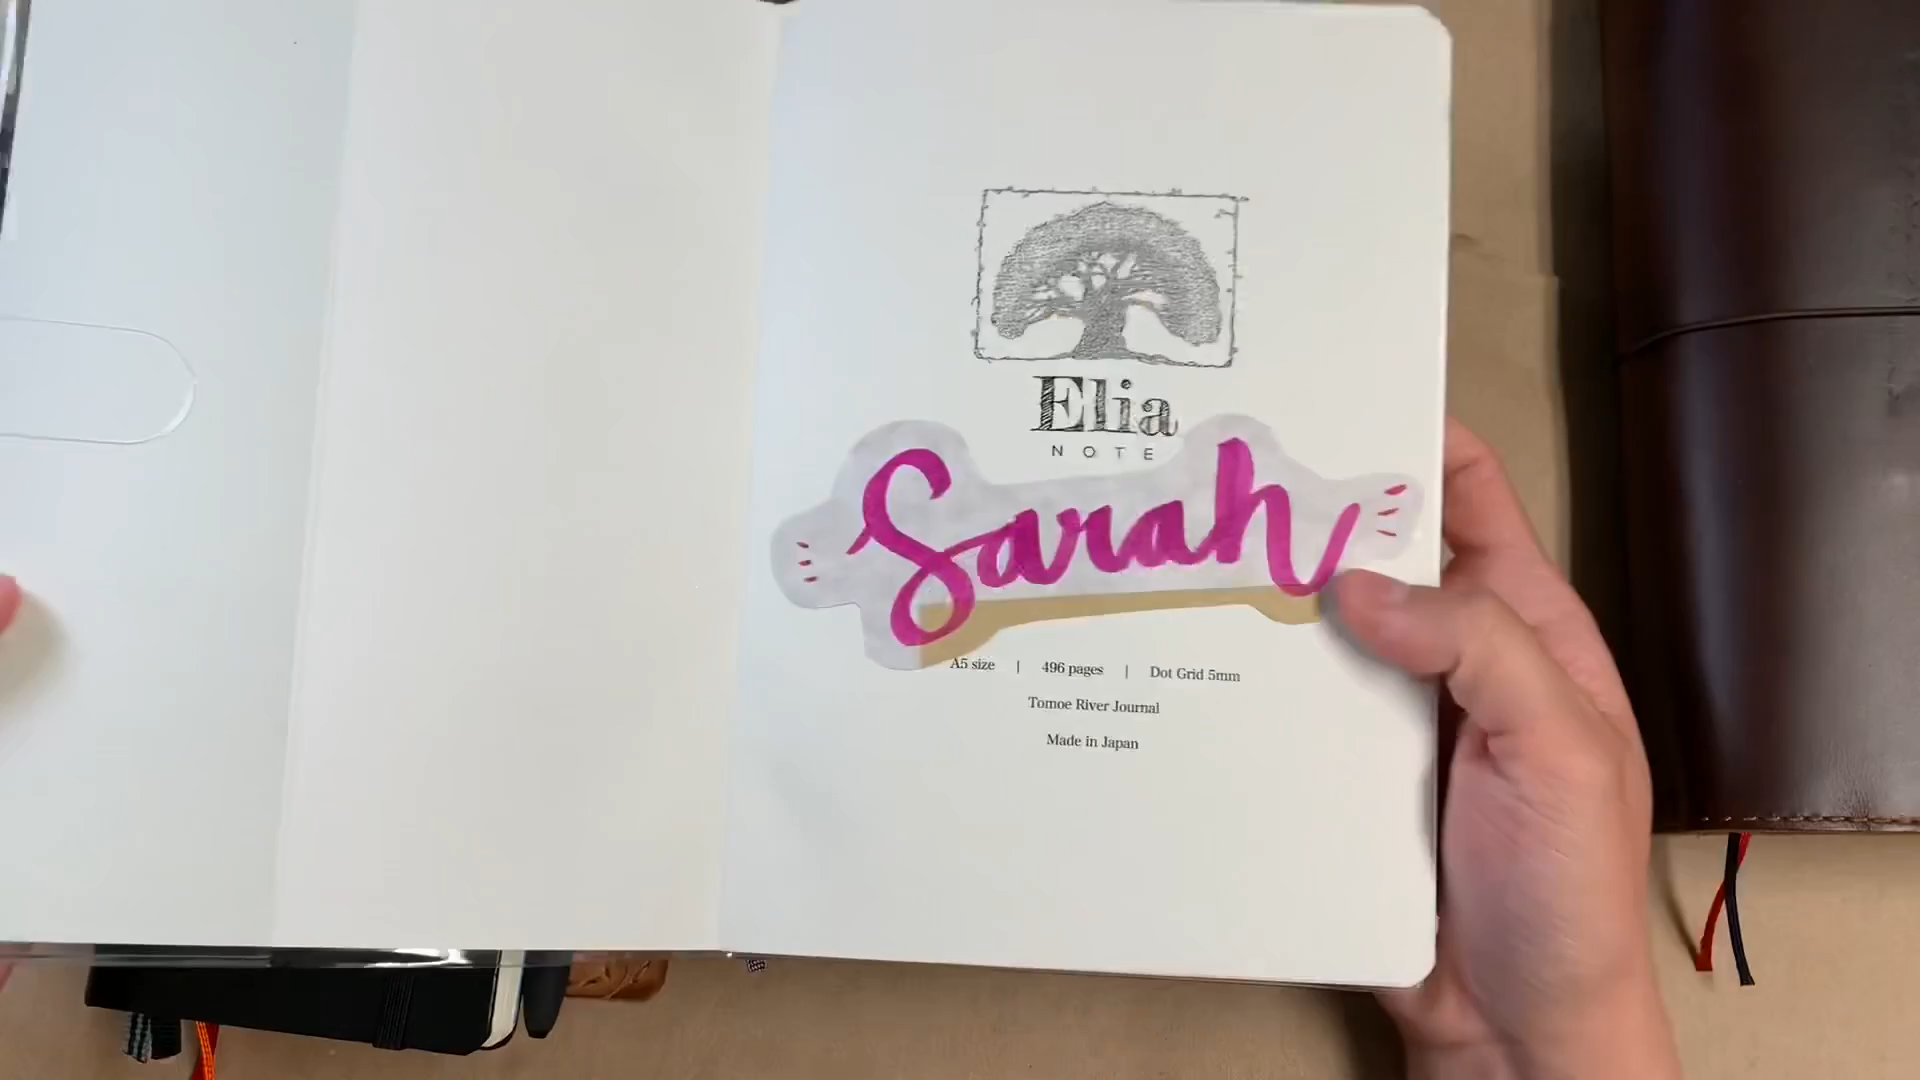 Elia
NOTE
Sarah
A5 size | 496 pages | Dot Grid 5mm
Tomoe River Journal
Made in Japan